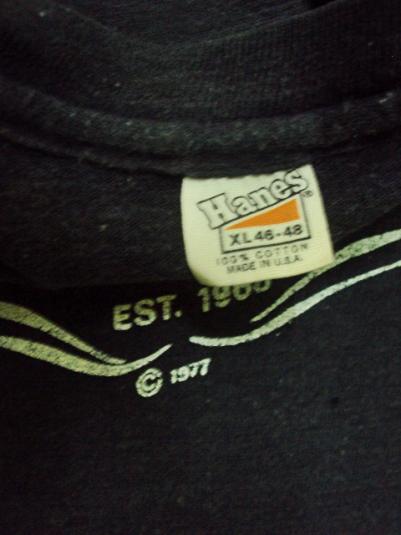 Hanes®
XL 46-48
100% COTTON
MADE IN U.S.A.
EST.
© 1977